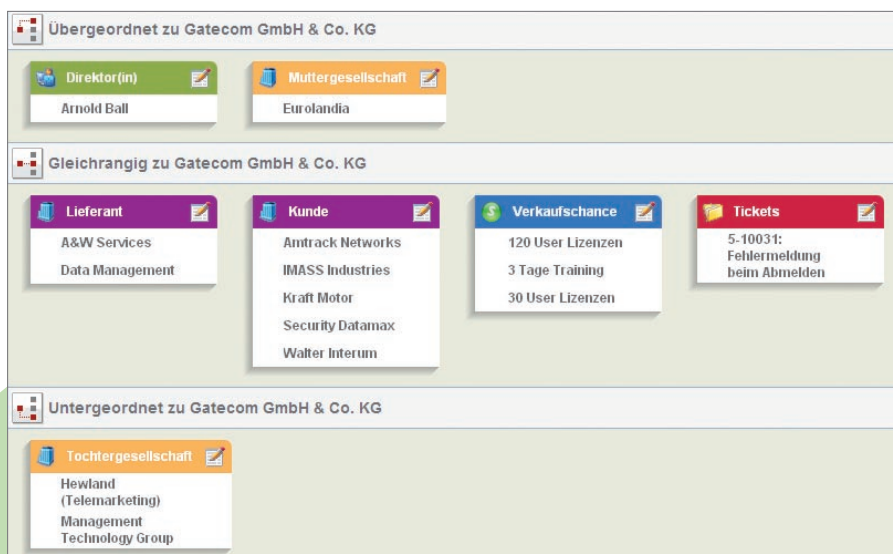 Übergeordnet zu Gatecom GmbH & Co. KG
Direktor(in)
Arnold Ball
Muttergesellschaft
Eurolandia
Gleichrangig zu Gatecom GmbH & Co. KG
Lieferant
A&W Services
Data Management
Kunde
Amtrack Networks
IMASS Industries
Kraft Motor
Security Datamax
Walter Interum
Verkaufschance
120 User Lizenzen
3 Tage Training
30 User Lizenzen
Tickets
5-10031:
Fehlermeldung
beim Abmelden
Untergeordnet zu Gatecom GmbH & Co. KG
Tochtergesellschaft
Hewland
(Telemarketing)
Management
Technology Group